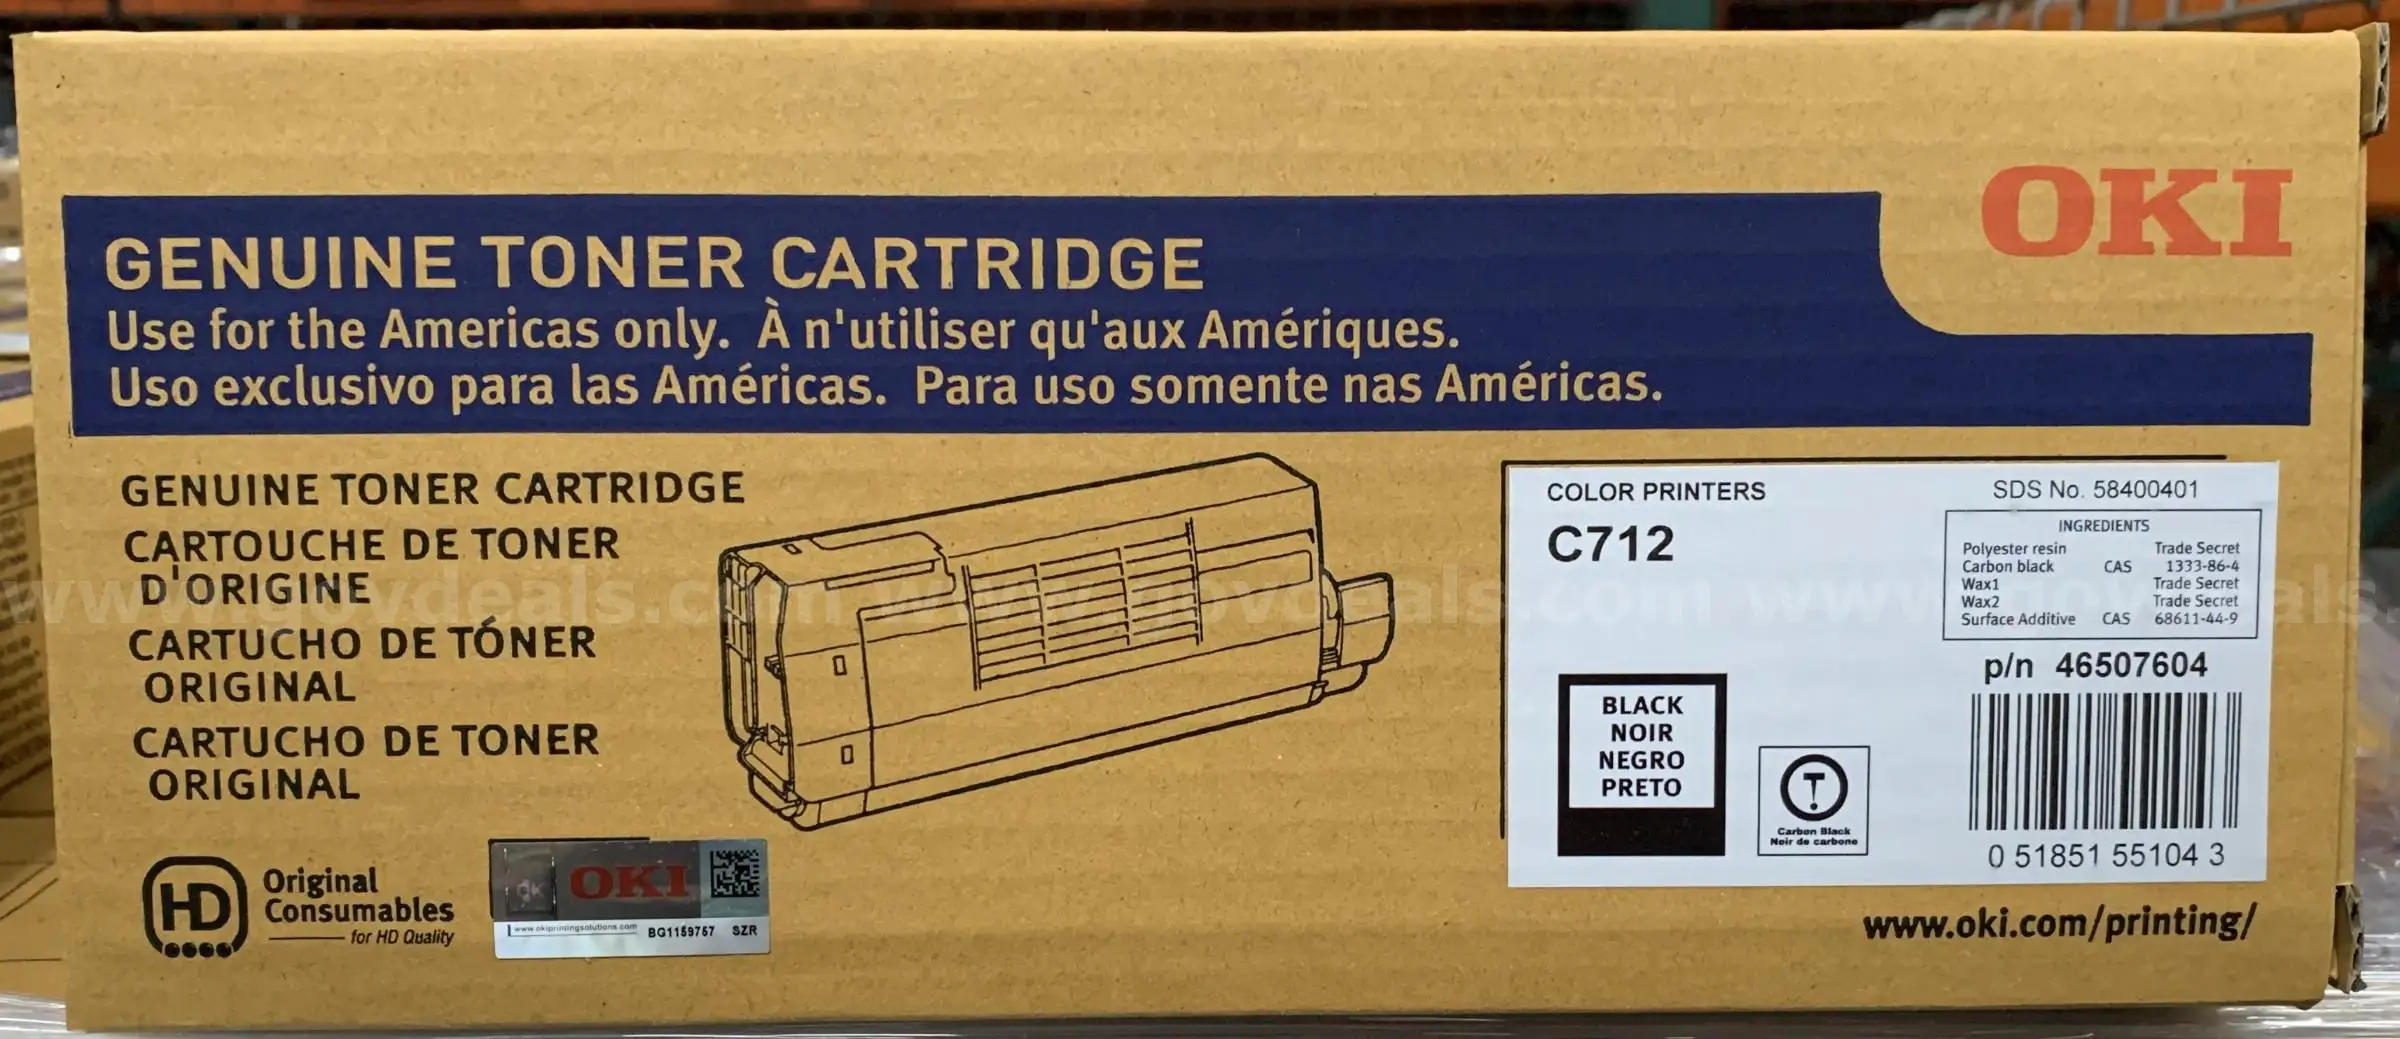 OKI
GENUINE TONER CARTRIDGE
Use for the Americas only. À n'utiliser qu'aux Amériques.
Uso exclusivo para las Américas. Para uso somente nas Américas.
GENUINE TONER CARTRIDGE
CARTOUCHE DE TONER
D'ORIGINE
CARTUCHO DE TÓNER
ORIGINAL
CARTUCHO DE TONER
ORIGINAL
HD Original
Consumables
for HD Quality
OKI
www.okiprintingsolutions.com BG1159757 SZR
COLOR PRINTERS
C712
BLACK
NOIR
NEGRO
PRETO
T
Carbon Black
Noir de carbone
SDS No. 58400401
INGREDIENTS
Polyester resin Trade Secret
Carbon black CAS 1333-86-4
Wax1 Trade Secret
Wax2 Trade Secret
Surface Additive CAS 68611-44-9
p/n 46507604
0 51851 55104 3
www.oki.com/printing/
www.govdeals.com www.govdeals.com www.govdeals.